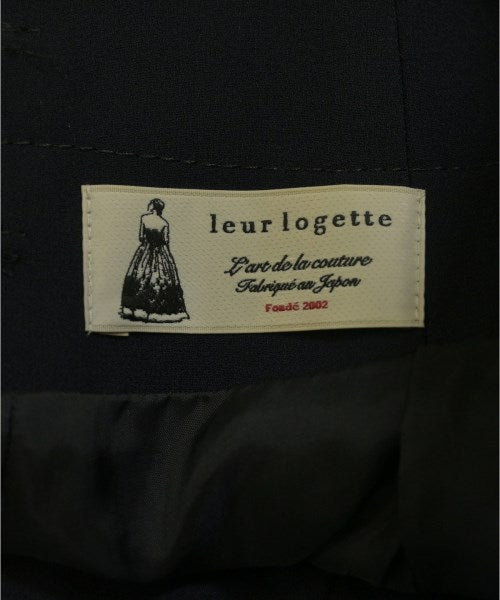 leur logette
L'art de la couture
Fabriqué au Japon
Fondé 2002